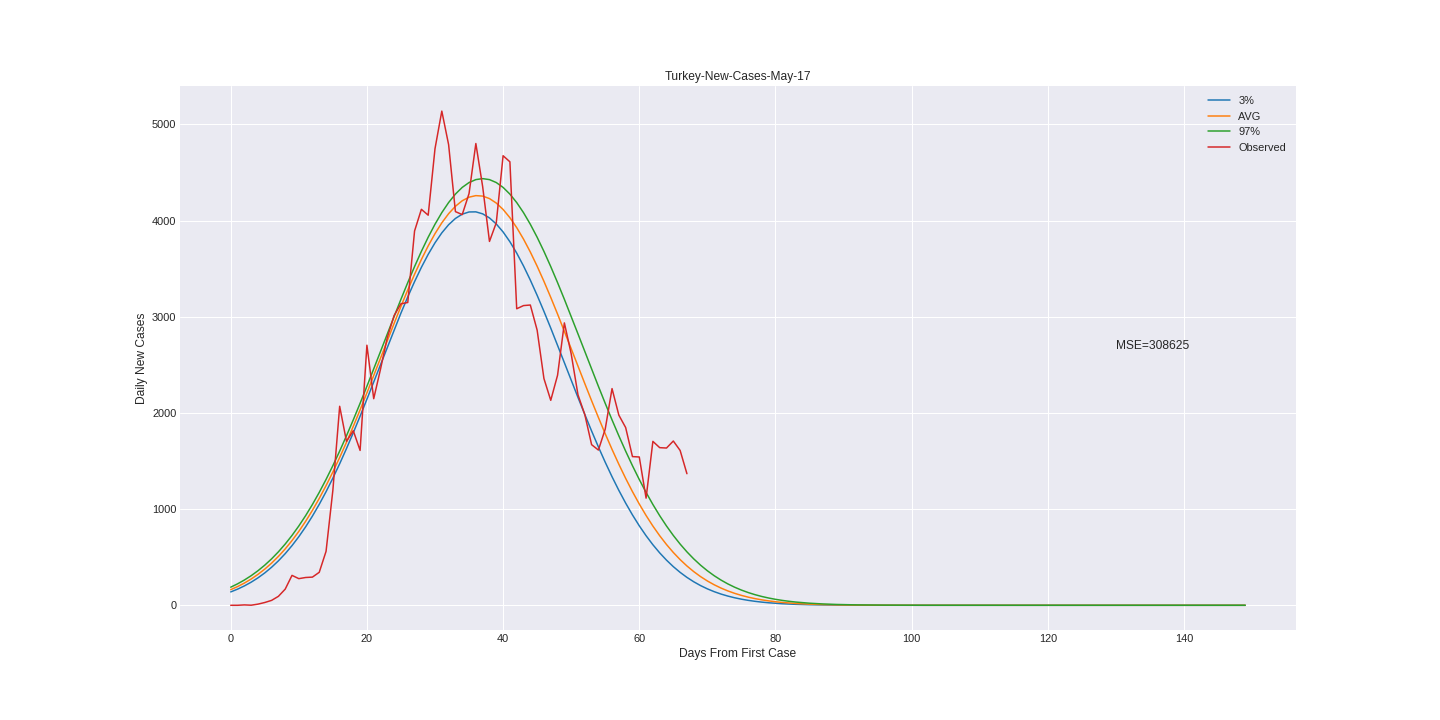 Turkey-New-Cases-May-17
3%
AVG
97%
Observed
5000
4000
3000
2000
1000
0
Daily New Cases
MSE=308625
0 20 40 60 80 100 120 140
Days From First Case